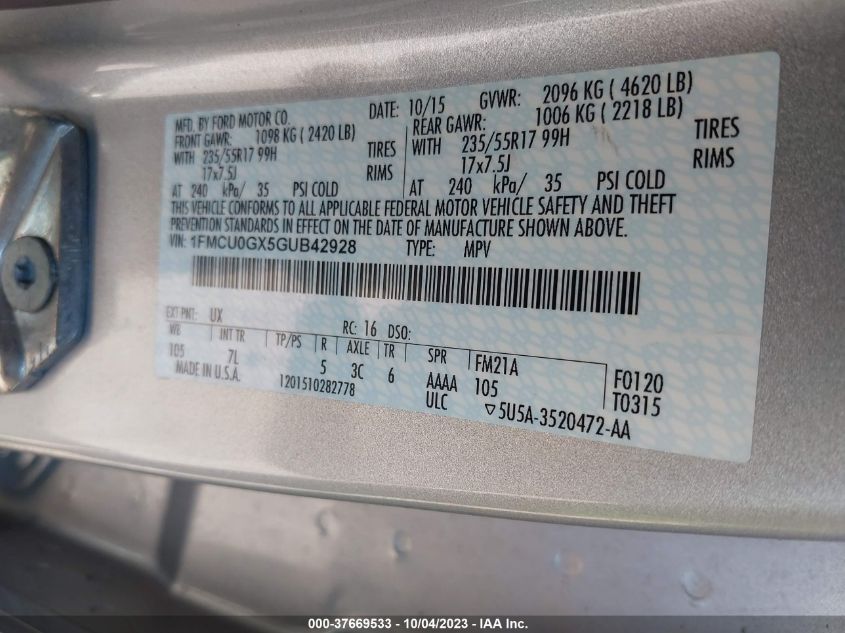 MFD. BY FORD MOTOR CO.
DATE: 10/15 GVWR: 2096 KG ( 4620 LB)
FRONT GAWR: 1098 KG ( 2420 LB)
WITH 235/55R17 99H TIRES
17x7.5J RIMS
AT 240 kPa/ 35 PSI COLD
REAR GAWR: 1006 KG ( 2218 LB)
WITH 235/55R17 99H TIRES
17x7.5J RIMS
AT 240 kPa/ 35 PSI COLD
THIS VEHICLE CONFORMS TO ALL APPLICABLE FEDERAL MOTOR VEHICLE SAFETY AND THEFT
PREVENTION STANDARDS IN EFFECT ON THE DATE OF MANUFACTURE SHOWN ABOVE.
VIN: 1FMCU0GX5GUB42928 TYPE: MPV
EXT PNT: UX RC: 16 DSO:
WB INT TR TP/PS R AXLE TR SPR FM21A F0120
105 7L 5 3C 6 AAAA 105 T0315
MADE IN U.S.A. 1201510282778 ULC ▽5U5A-3520472-AA
000-37669533 - 10/04/2023 - IAA Inc.